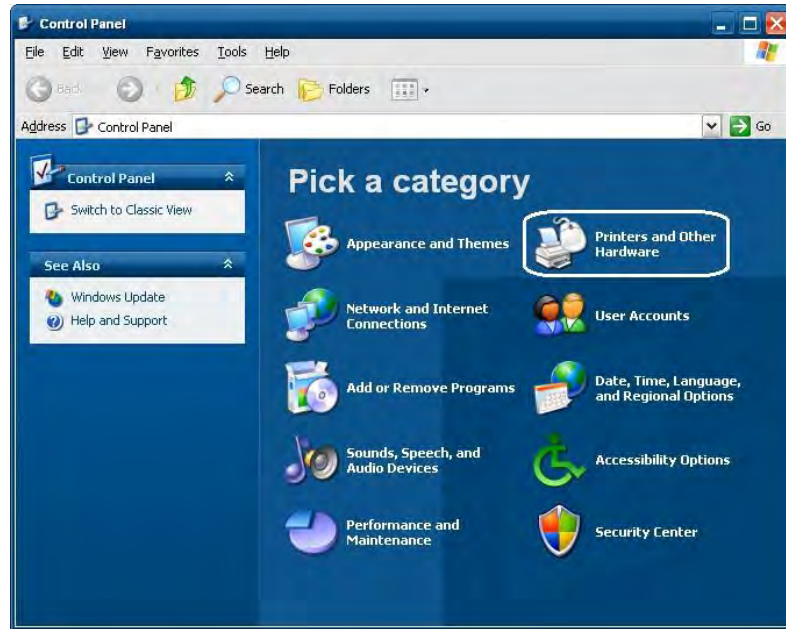 Control Panel
File Edit View Favorites Tools Help
Back Search Folders
Address Control Panel Go
Control Panel
Switch to Classic View
See Also
Windows Update
Help and Support
Pick a category
Appearance and Themes
Printers and Other
Hardware
Network and Internet
Connections
User Accounts
Add or Remove Programs
Date, Time, Language,
and Regional Options
Sounds, Speech, and
Audio Devices
Accessibility Options
Performance and
Maintenance
Security Center